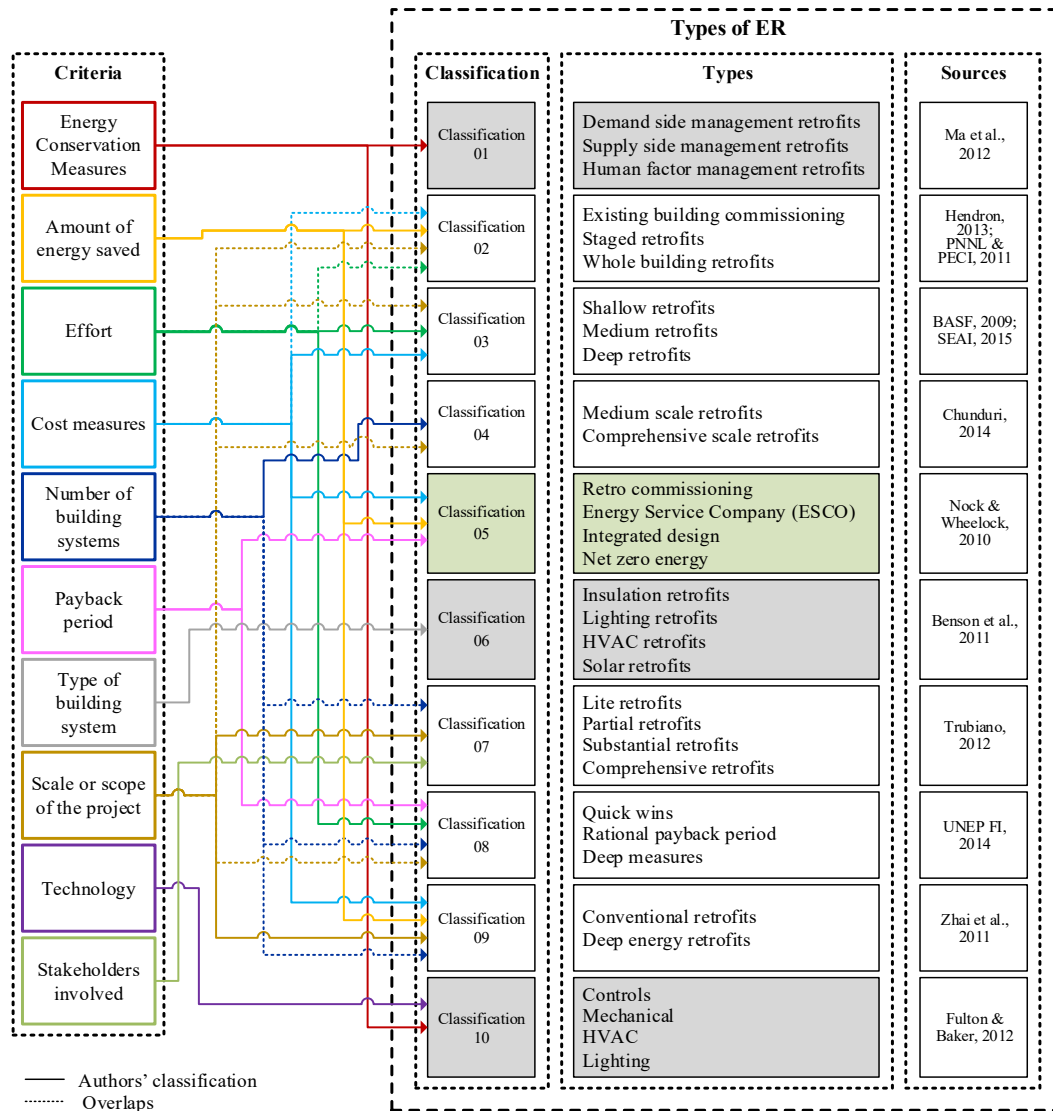 Types of ER
Criteria
Classification
Types
Sources
Energy
Conservation
Measures
Amount of
energy saved
Effort
Cost measures
Number of
building
systems
Payback
period
Type of
building
system
Scale or scope
of the project
Technology
Stakeholders
involved
Classification
01
Demand side management retrofits
Supply side management retrofits
Human factor management retrofits
Ma et al.,
2012
Classification
02
Existing building commissioning
Staged retrofits
Whole building retrofits
Hendron,
2013;
PNNL &
PECI, 2011
Classification
03
Shallow retrofits
Medium retrofits
Deep retrofits
BASF, 2009;
SEAI, 2015
Classification
04
Medium scale retrofits
Comprehensive scale retrofits
Chunduri,
2014
Classification
05
Retro commissioning
Energy Service Company (ESCO)
Integrated design
Net zero energy
Nock &
Wheelock,
2010
Classification
06
Insulation retrofits
Lighting retrofits
HVAC retrofits
Solar retrofits
Benson et al.,
2011
Classification
07
Lite retrofits
Partial retrofits
Substantial retrofits
Comprehensive retrofits
Trubiano,
2012
Classification
08
Quick wins
Rational payback period
Deep measures
UNEP FI,
2014
Classification
09
Conventional retrofits
Deep energy retrofits
Zhai et al.,
2011
Classification
10
Controls
Mechanical
HVAC
Lighting
Fulton &
Baker, 2012
Authors' classification
Overlaps